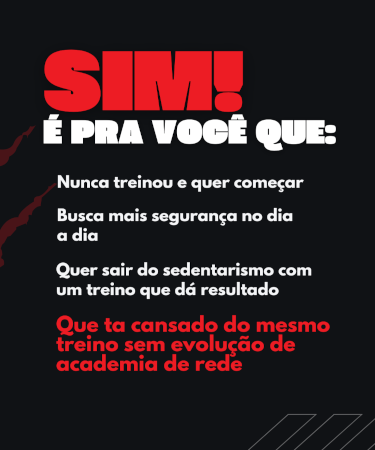 SIM!
É PRA VOCÊ QUE:
Nunca treinou e quer começar
Busca mais segurança no dia
a dia
Quer sair do sedentarismo com
um treino que dá resultado
Que ta cansado do mesmo
treino sem evolução de
academia de rede